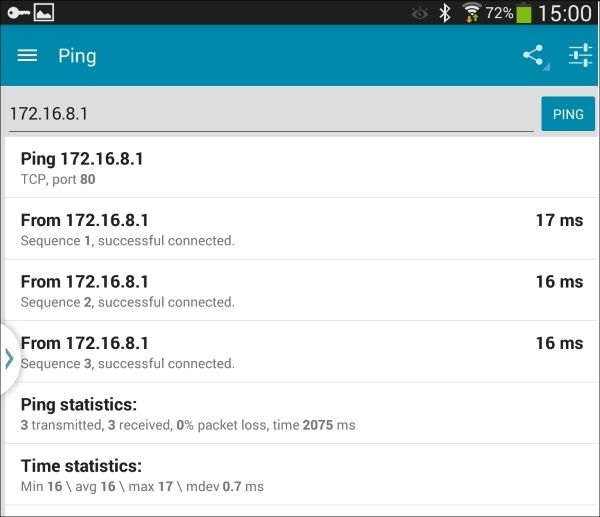 72% 15:00
Ping
172.16.8.1 PING
Ping 172.16.8.1
TCP, port 80
From 172.16.8.1 17 ms
Sequence 1, successful connected.
From 172.16.8.1 16 ms
Sequence 2, successful connected.
From 172.16.8.1 16 ms
Sequence 3, successful connected.
Ping statistics:
3 transmitted, 3 received, 0% packet loss, time 2075 ms
Time statistics:
Min 16 \ avg 16 \ max 17 \ mdev 0.7 ms